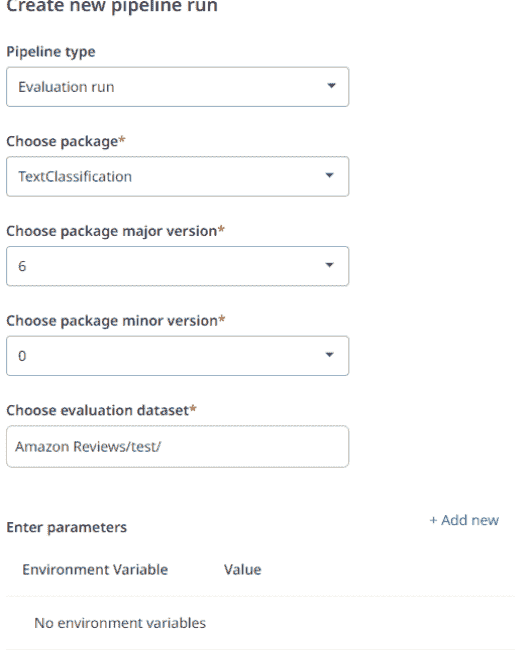 Create new pipeline run
Pipeline type
Evaluation run
Choose package*
TextClassification
Choose package major version*
6
Choose package minor version*
0
Choose evaluation dataset*
Amazon Reviews/test/
+ Add new
Enter parameters
Environment Variable Value
No environment variables